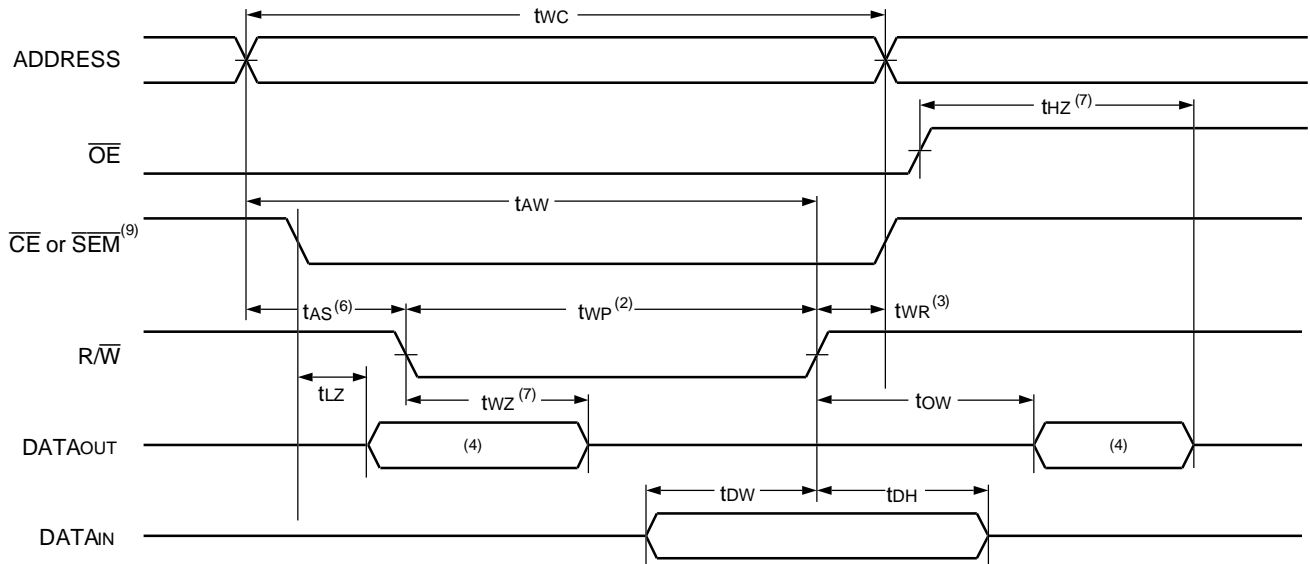 tWC
ADDRESS
tHZ (7)
OE
tAW
CE or SEM (9)
tAS (6)
tWP (2)
tWR (3)
R/W
tLZ
tWZ (7)
tOW
DATAOUT
(4)
(4)
tDW
tDH
DATAIN